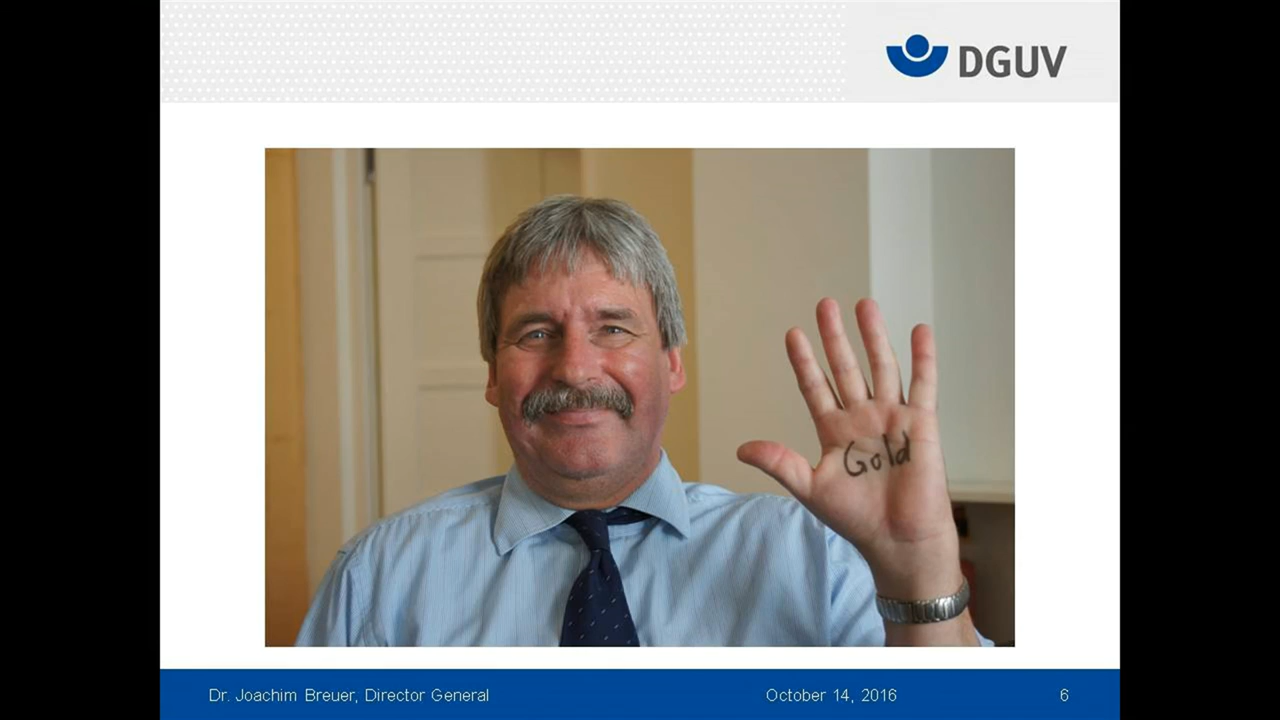 DGUV
Gold
Dr. Joachim Breuer, Director General October 14, 2016 6